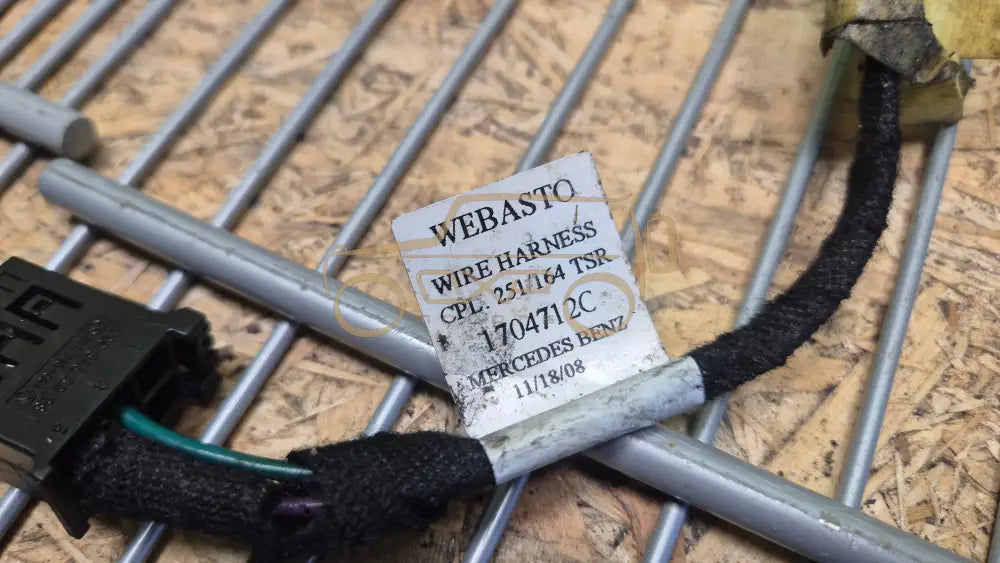 WEBASTO
WIRE HARNESS
CPL. 251/164 TSR
1704712C
MERCEDES BENZ
11/18/08